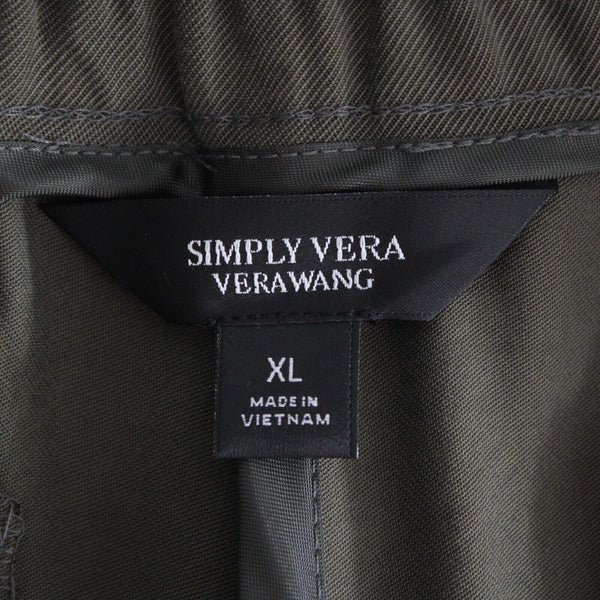 SIMPLY VERA
VERAWANG
XL
MADE IN
VIETNAM